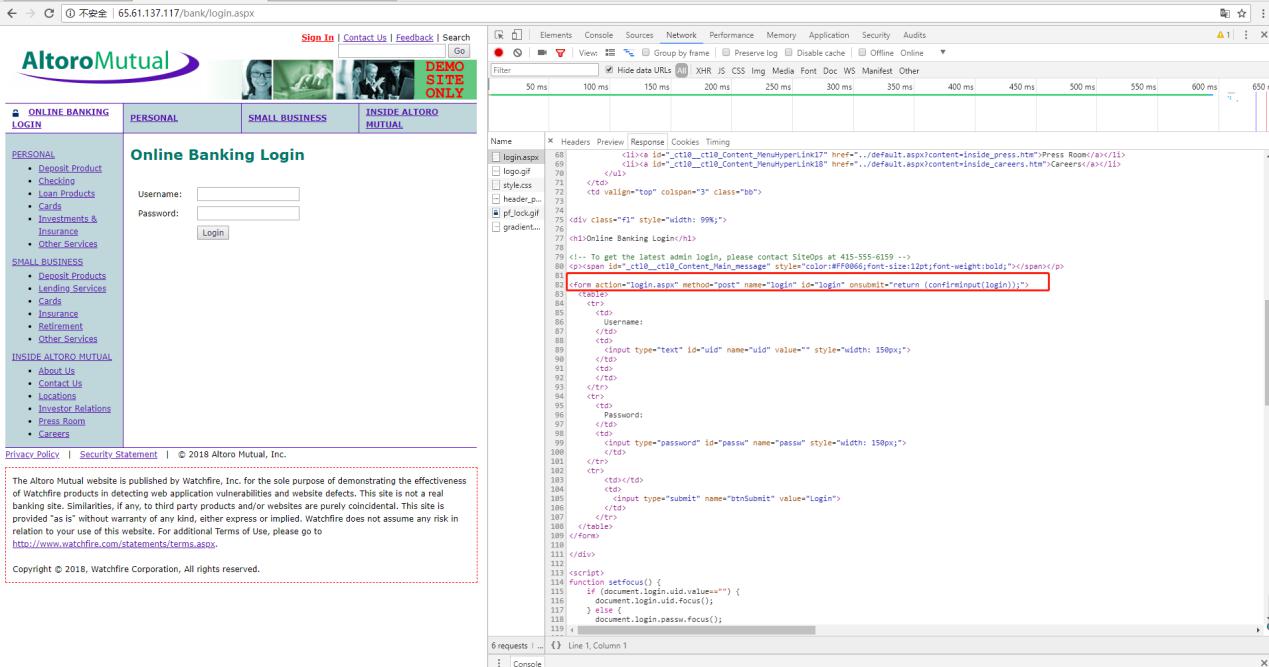 不安全 | 65.61.137.117/bank/login.aspx
Sign In | Contact Us | Feedback | Search
Go
AltoroMutual
DEMO
SITE
ONLY
ONLINE BANKING
LOGIN
PERSONAL
SMALL BUSINESS
INSIDE ALTORO
MUTUAL
PERSONAL
Deposit Product
Checking
Loan Products
Cards
Investments &
Insurance
Other Services
SMALL BUSINESS
Deposit Products
Lending Services
Cards
Insurance
Retirement
Other Services
INSIDE ALTORO MUTUAL
About Us
Contact Us
Locations
Investor Relations
Press Room
Careers
Online Banking Login
Username:
Password:
Login
Privacy Policy | Security Statement | © 2018 Altoro Mutual, Inc.
The Altoro Mutual website is published by Watchfire, Inc. for the sole purpose of demonstrating the effectiveness
of Watchfire products in detecting web application vulnerabilities and website defects. This site is not a real
banking site. Similarities, if any, to third party products and/or websites are purely coincidental. This site is
provided "as is" without warranty of any kind, either express or implied. Watchfire does not assume any risk in
relation to your use of this website. For additional Terms of Use, please go to
http://www.watchfire.com/statements/terms.aspx.
Copyright © 2018, Watchfire Corporation, All rights reserved.
Elements Console Sources Network Performance Memory Application Security Audits
1
View: Group by frame Preserve log Disable cache Offline Online
Filter Hide data URLs All XHR JS CSS Img Media Font Doc WS Manifest Other
50 ms 100 ms 150 ms 200 ms 250 ms 300 ms 350 ms 400 ms 450 ms 500 ms 550 ms 600 ms 650
Name
login.aspx
logo.gif
style.css
header_p...
pf_lock.gif
gradient....
Headers Preview Response Cookies Timing
68 <li><a id="_ctl0__ctl0_Content_MenuHyperLink17" href="../default.aspx?content=inside_press.htm">Press Room</a></li>
69 <li><a id="_ctl0__ctl0_Content_MenuHyperLink18" href="../default.aspx?content=inside_careers.htm">Careers</a></li>
70 </ul>
71 </td>
72 <td valign="top" colspan="3" class="bb">
73
74
75 <div class="fl" style="width: 99%;">
76
77 <h1>Online Banking Login</h1>
78
79 <!-- To get the latest admin login, please contact SiteOps at 415-555-6159 -->
80 <p><span id="_ctl0__ctl0_Content_Main_message" style="color:#FF0066;font-size:12pt;font-weight:bold;"></span></p>
81
82 <form action="login.aspx" method="post" name="login" id="login" onsubmit="return (confirminput(login));">
83 <table>
84 <tr>
85 <td>
86 Username:
87 </td>
88 <td>
89 <input type="text" id="uid" name="uid" value="" style="width: 150px;">
90 </td>
91 <td>
92 </td>
93 </tr>
94 <tr>
95 <td>
96 Password:
97 </td>
98 <td>
99 <input type="password" id="passw" name="passw" style="width: 150px;">
100 </td>
101 </tr>
102 <tr>
103 <td></td>
104 <td>
105 <input type="submit" name="btnSubmit" value="Login">
106 </td>
107 </tr>
108 </table>
109 </form>
110
111 </div>
112
113 <script>
114 function setfocus() {
115 if (document.login.uid.value=="") {
116 document.login.uid.focus();
117 } else {
118 document.login.passw.focus();
119
6 requests | ...
{} Line 1, Column 1
Console